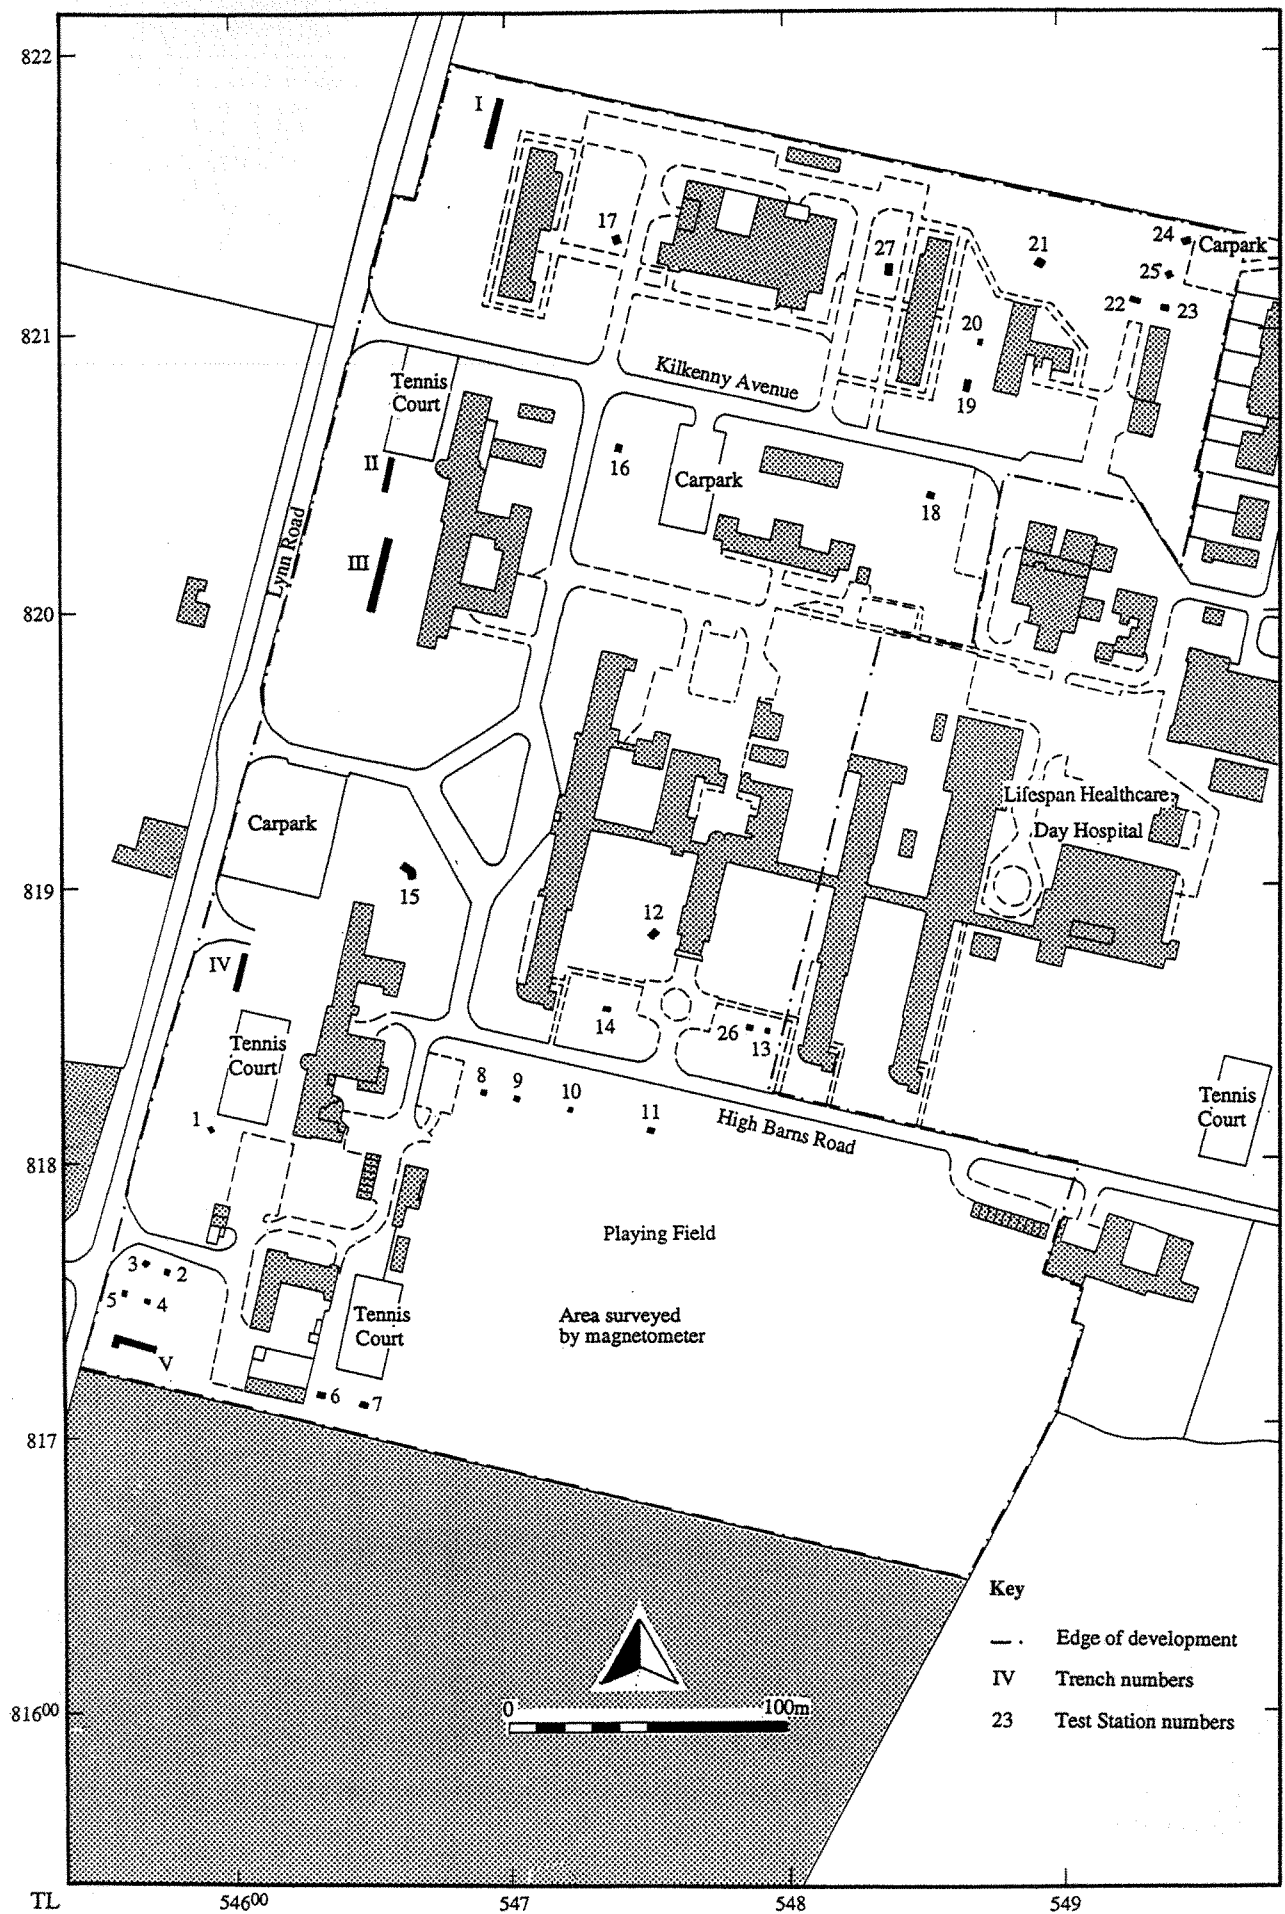 822
I
17
24
Carpark
21
27
25
22
23
821
20
Kilkenny Avenue
19
Tennis
Court
II
16
Carpark
18
Lynn Road
III
820
Lifespan Healthcare
Day Hospital
Carpark
819
15
12
IV
14
26
13
Tennis
Court
8
9
10
11
High Barns Road
Tennis
Court
1
818
Playing Field
3
2
5
4
Tennis
Court
Area surveyed
by magnetometer
V
6
7
817
Key
Edge of development
IV Trench numbers
23 Test Station numbers
0 100m
81600
TL
54600
547
548
549